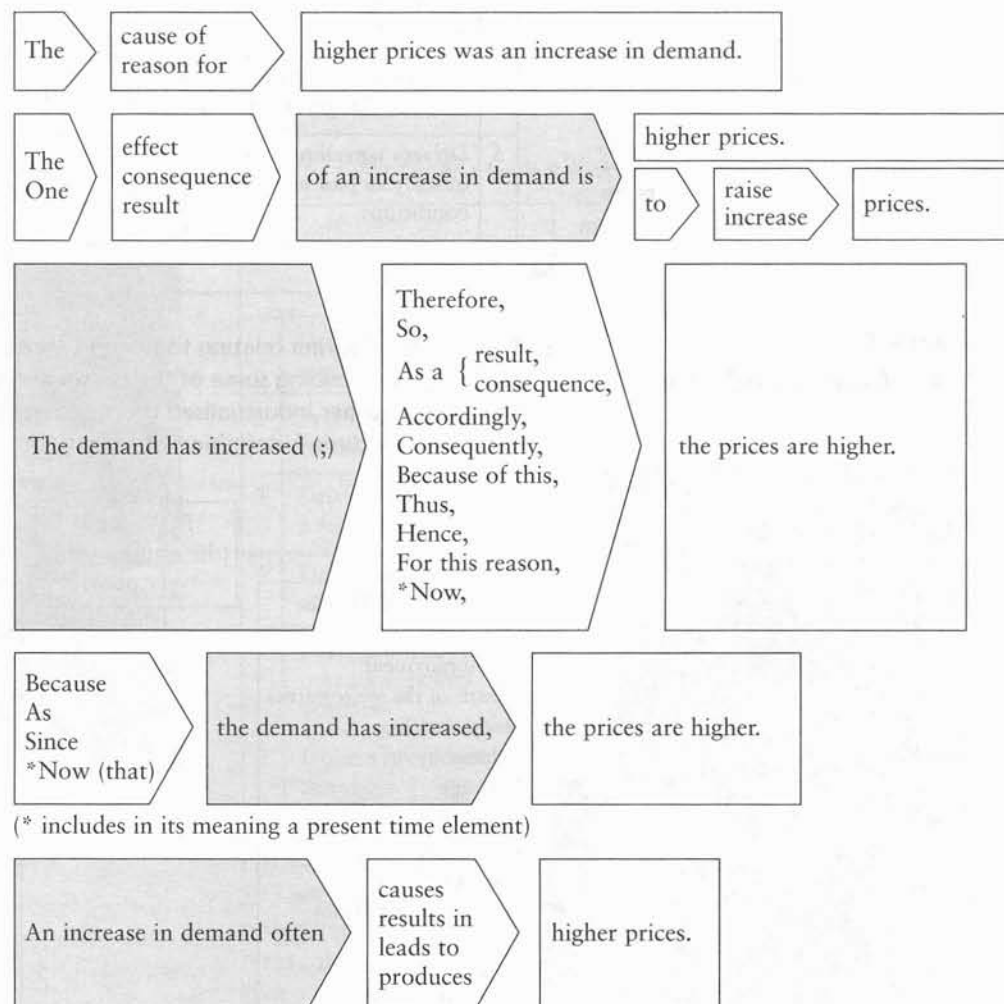 The
cause of
reason for
higher prices was an increase in demand.
The
One
effect
consequence
result
of an increase in demand is
higher prices.
to
raise
increase
prices.
The demand has increased (;)
Therefore,
So,
As a { result,
consequence,
Accordingly,
Consequently,
Because of this,
Thus,
Hence,
For this reason,
*Now,
the prices are higher.
Because
As
Since
*Now (that)
the demand has increased,
the prices are higher.
(* includes in its meaning a present time element)
An increase in demand often
causes
results in
leads to
produces
higher prices.